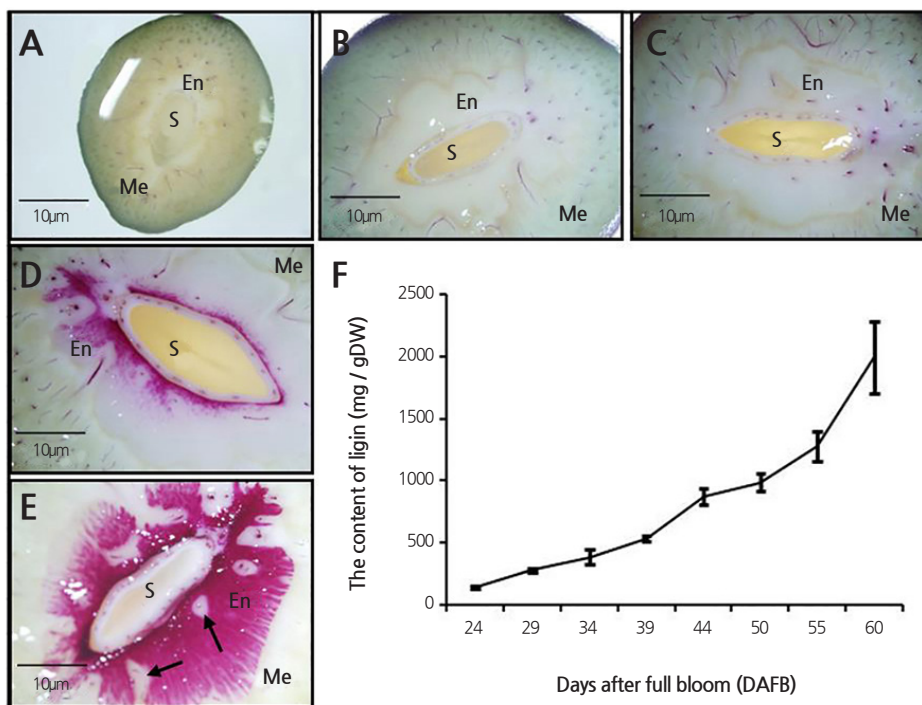 A
En
S
Me
10μm
B
En
S
Me
10μm
C
En
S
Me
10μm
D
Me
En
S
10μm
E
S
En
Me
10μm
F
The content of ligin (mg / gDW)
2500
2000
1500
1000
500
0
24 29 34 39 44 50 55 60
Days after full bloom (DAFB)